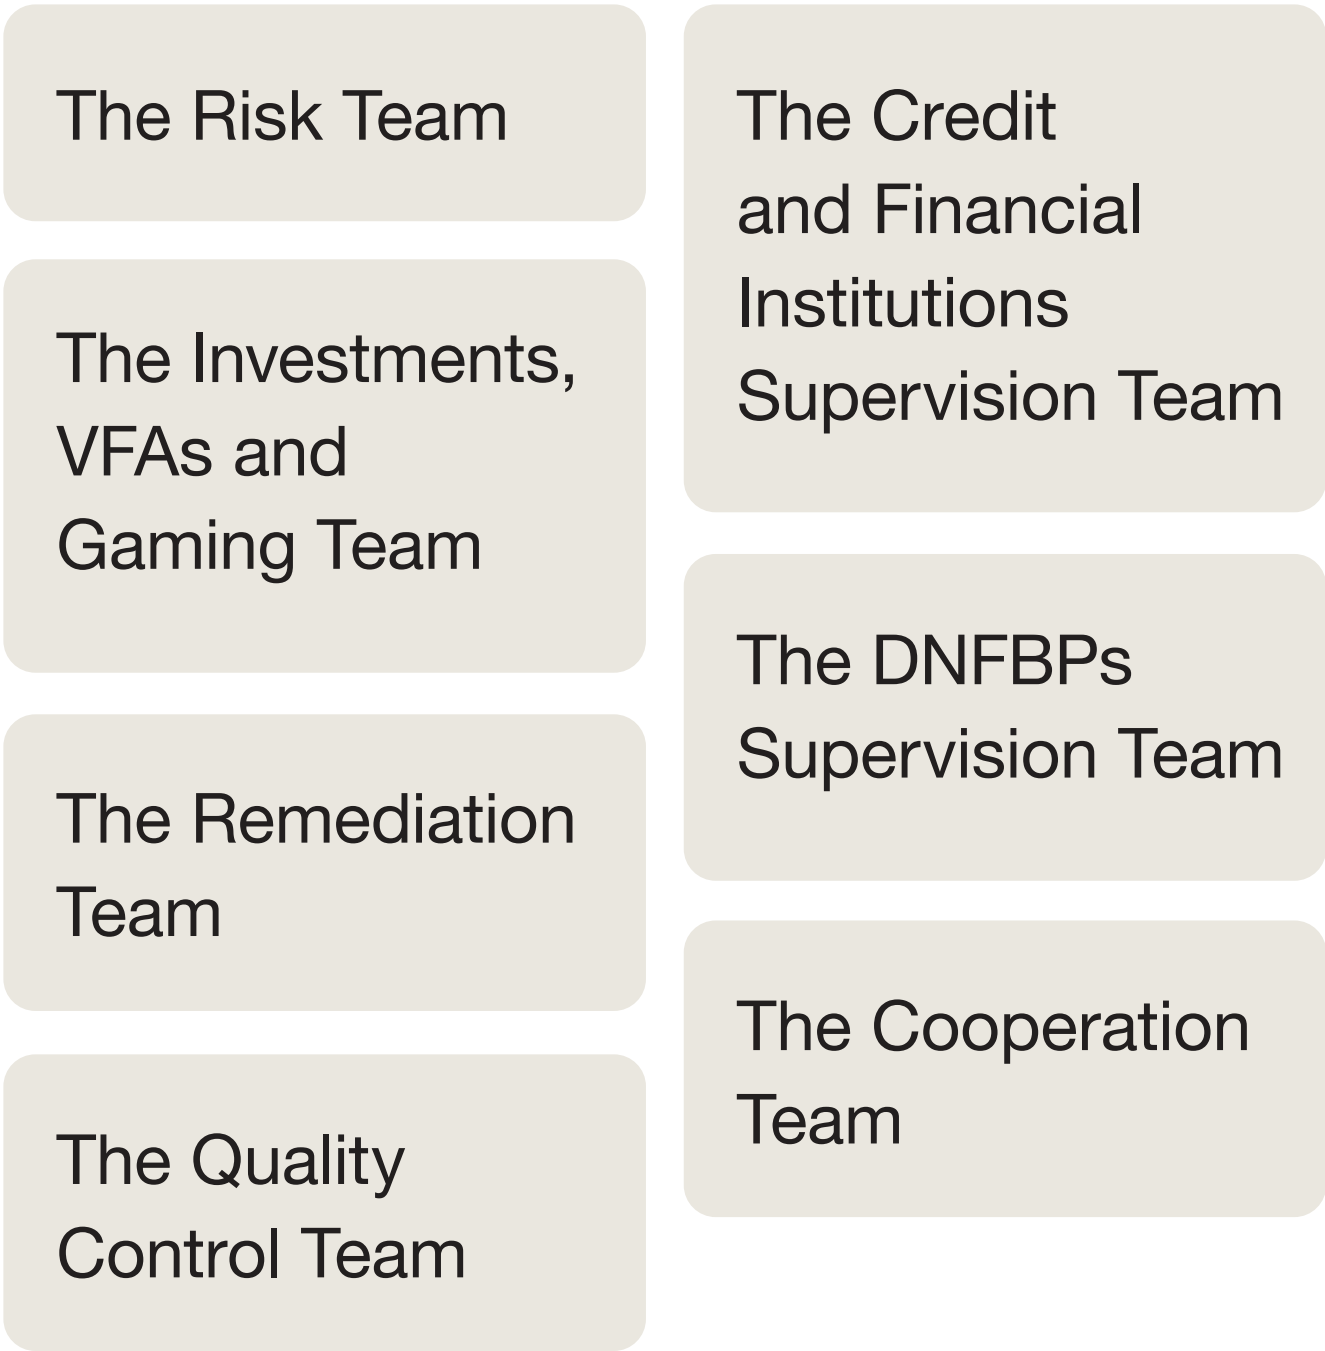 The Risk Team
The Investments,
VFAs and
Gaming Team
The Remediation
Team
The Quality
Control Team
The Credit
and Financial
Institutions
Supervision Team
The DNFBPs
Supervision Team
The Cooperation
Team